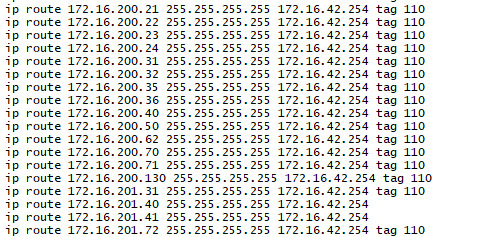 ip route 172.16.200.21 255.255.255.255 172.16.42.254 tag 110
ip route 172.16.200.22 255.255.255.255 172.16.42.254 tag 110
ip route 172.16.200.23 255.255.255.255 172.16.42.254 tag 110
ip route 172.16.200.24 255.255.255.255 172.16.42.254 tag 110
ip route 172.16.200.31 255.255.255.255 172.16.42.254 tag 110
ip route 172.16.200.32 255.255.255.255 172.16.42.254 tag 110
ip route 172.16.200.35 255.255.255.255 172.16.42.254 tag 110
ip route 172.16.200.36 255.255.255.255 172.16.42.254 tag 110
ip route 172.16.200.40 255.255.255.255 172.16.42.254 tag 110
ip route 172.16.200.50 255.255.255.255 172.16.42.254 tag 110
ip route 172.16.200.62 255.255.255.255 172.16.42.254 tag 110
ip route 172.16.200.70 255.255.255.255 172.16.42.254 tag 110
ip route 172.16.200.71 255.255.255.255 172.16.42.254 tag 110
ip route 172.16.200.130 255.255.255.255 172.16.42.254 tag 110
ip route 172.16.201.31 255.255.255.255 172.16.42.254 tag 110
ip route 172.16.201.40 255.255.255.255 172.16.42.254
ip route 172.16.201.41 255.255.255.255 172.16.42.254
ip route 172.16.201.72 255.255.255.255 172.16.42.254 tag 110